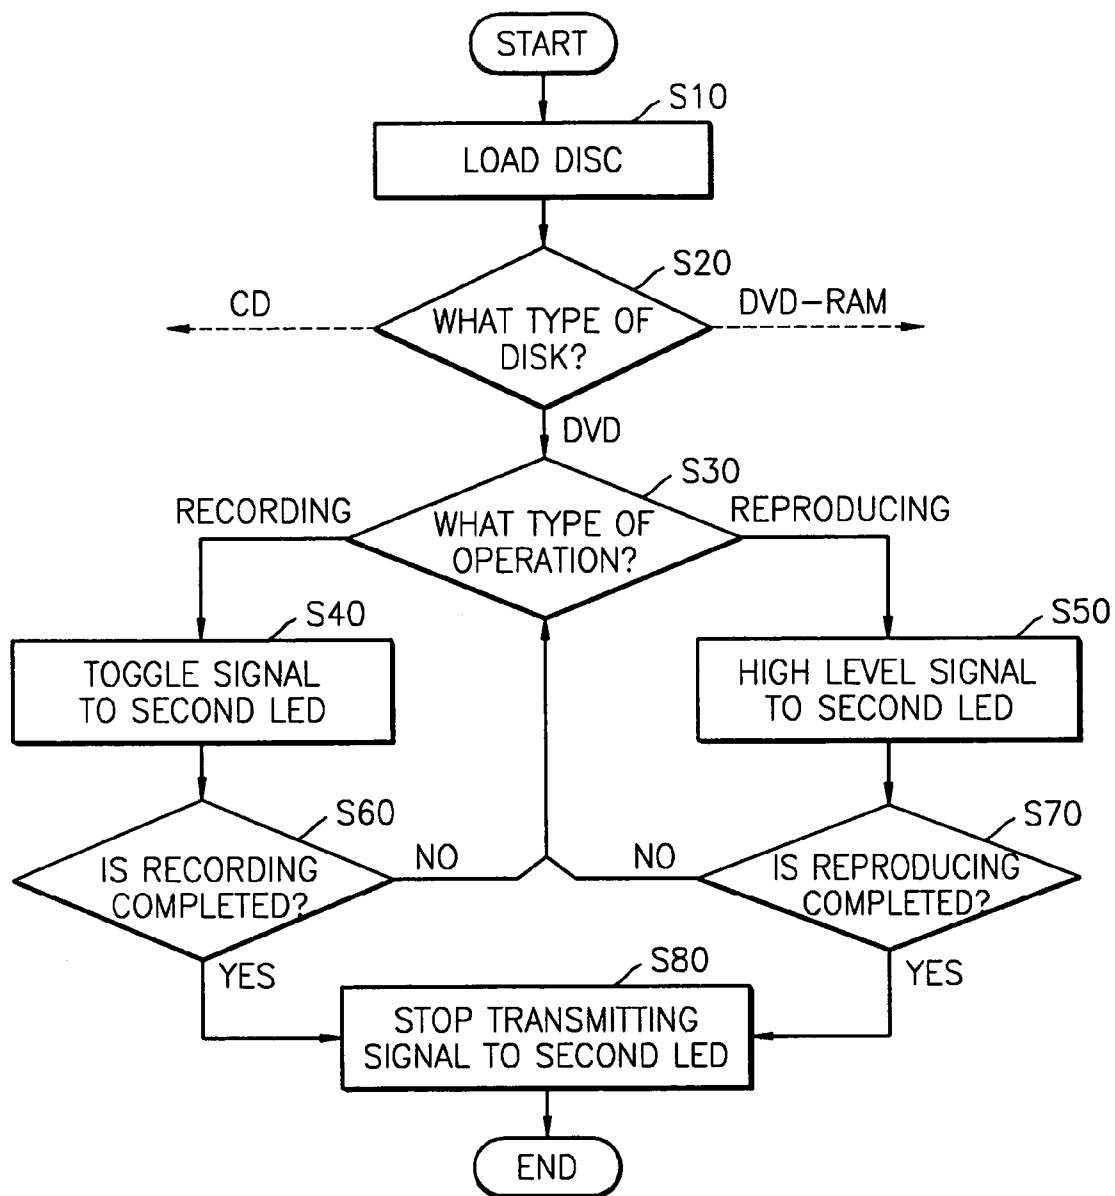 START
S10
LOAD DISC
S20
CD
DVD-RAM
WHAT TYPE OF
DISK?
DVD
S30
RECORDING
REPRODUCING
WHAT TYPE OF
OPERATION?
S40
S50
TOGGLE SIGNAL
TO SECOND LED
HIGH LEVEL SIGNAL
TO SECOND LED
S60
S70
IS RECORDING
COMPLETED?
NO
NO
IS REPRODUCING
COMPLETED?
YES
S80
YES
STOP TRANSMITTING
SIGNAL TO SECOND LED
END